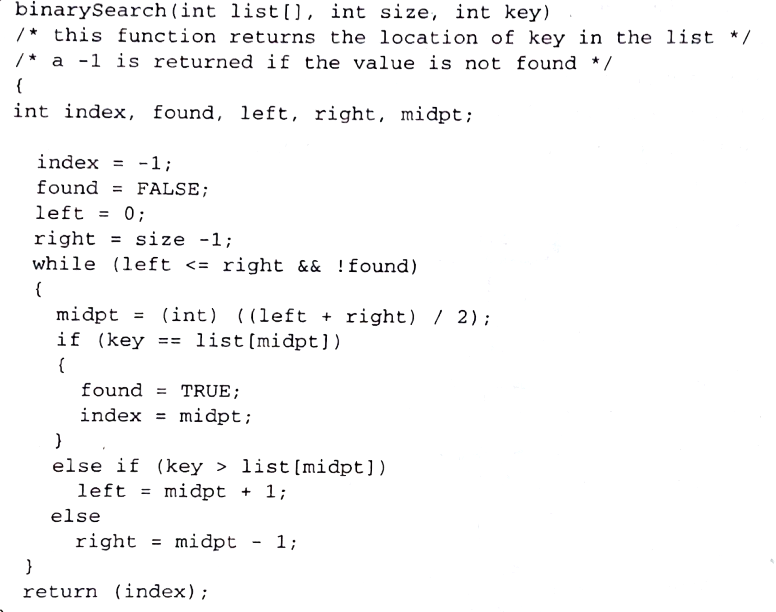 binarySearch(int list[], int size, int key)
/* this function returns the location of key in the list */
/* a -1 is returned if the value is not found */
{
int index, found, left, right, midpt;
index = -1;
found = FALSE;
left = 0;
right = size -1;
while (left <= right && !found)
{
midpt = (int) ((left + right) / 2);
if (key == list[midpt])
{
found = TRUE;
index = midpt;
}
else if (key > list[midpt])
left = midpt + 1;
else
right = midpt - 1;
}
return (index);